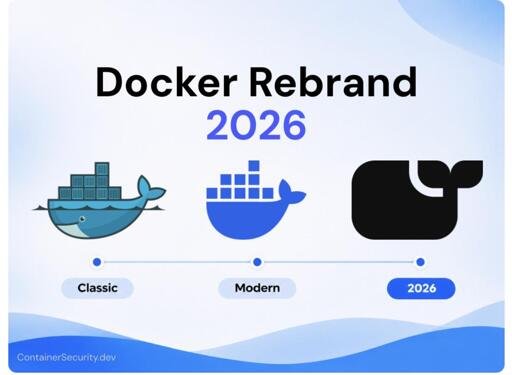 Docker Rebrand
2026
Classic
Modern
2026
ContainerSecurity.dev